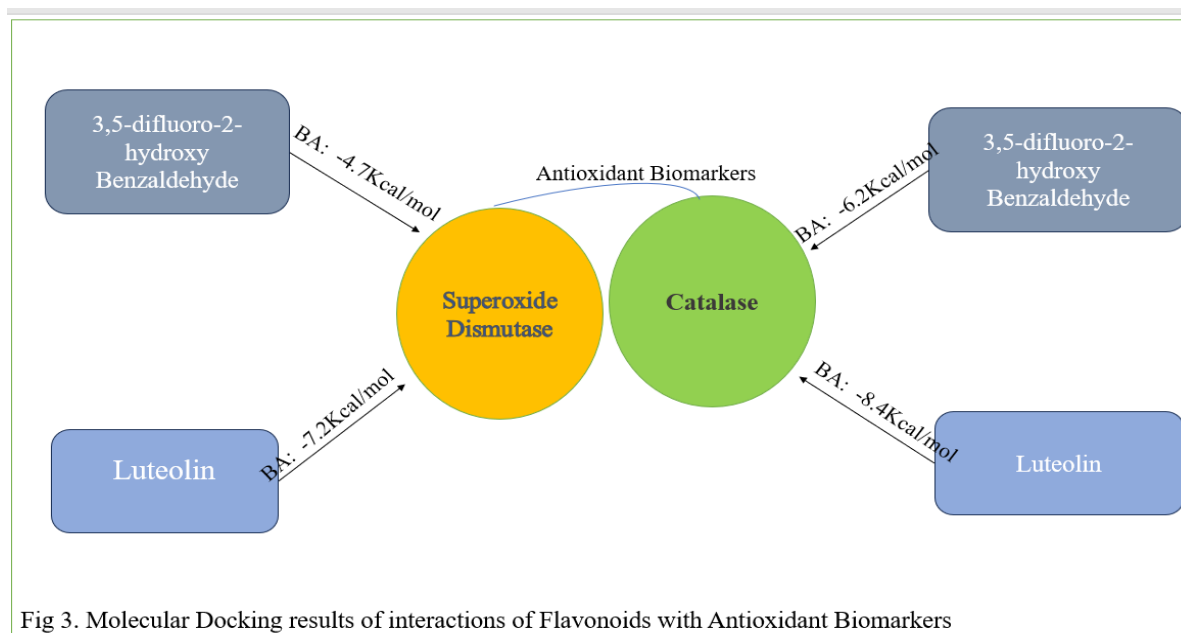 3,5-difluoro-2-
hydroxy
Benzaldehyde
BA: -4.7Kcal/mol
Antioxidant Biomarkers
BA: -6.2Kcal/mol
3,5-difluoro-2-
hydroxy
Benzaldehyde
Superoxide
Dismutase
Catalase
Luteolin
BA: -7.2Kcal/mol
BA: -8.4Kcal/mol
Luteolin
Fig 3. Molecular Docking results of interactions of Flavonoids with Antioxidant Biomarkers